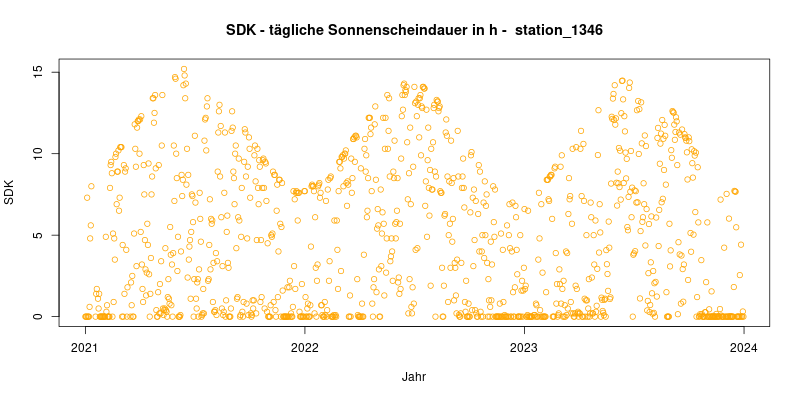 SDK - tägliche Sonnenscheindauer in h - station_1346
SDK
15
10
5
0
2021 2022 2023 2024
Jahr